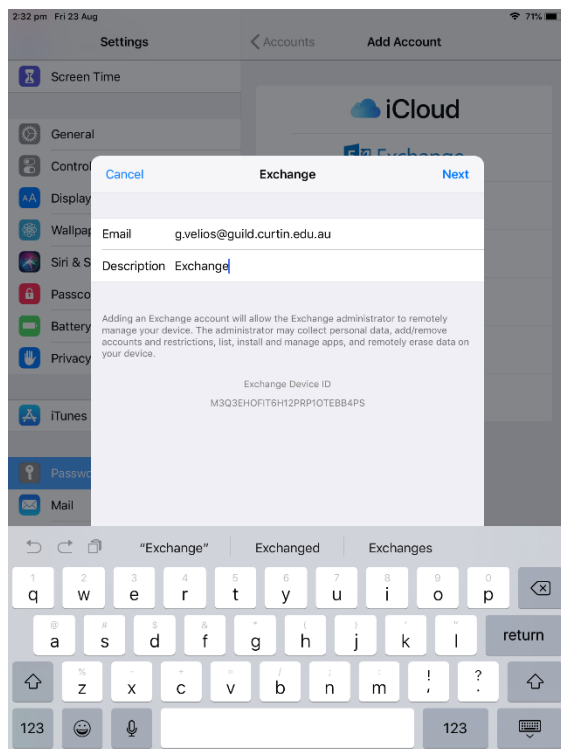 2:32 pm Fri 23 Aug 71%
Settings
Accounts Add Account
Screen Time
iCloud
General
Exchange
Control
Display
Wallpap
Siri & S
Passco
Battery
Privacy
iTunes
Passwo
Mail
Cancel Exchange Next
Email g.velios@guild.curtin.edu.au
Description Exchange
Adding an Exchange account will allow the Exchange administrator to remotely
manage your device. The administrator may collect personal data, add/remove
accounts and restrictions, list, install and manage apps, and remotely erase data on
your device.
Exchange Device ID
M3Q3EHOFIT6H12PRP1OTEBB4PS
"Exchange" Exchanged Exchanges
1 2 3 4 5 6 7 8 9 0
q w e r t y u i o p
@ # $ & * ( ) ' "
a s d f g h j k l return
% - + = / ; : ! ?
z x c v b n m , .
123 123